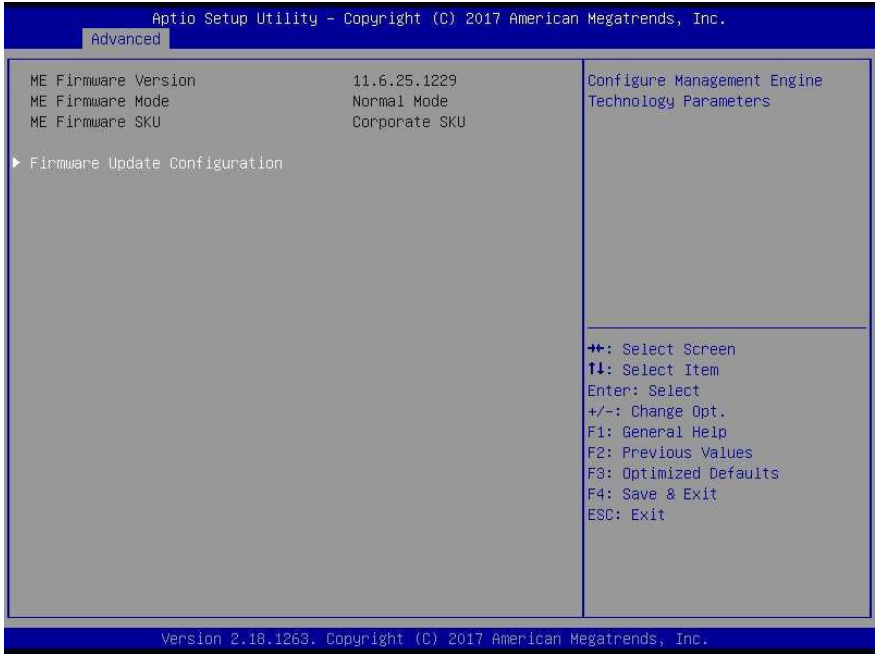 Aptio Setup Utility – Copyright (C) 2017 American Megatrends, Inc.
Advanced
ME Firmware Version 11.6.25.1229
ME Firmware Mode Normal Mode
ME Firmware SKU Corporate SKU
▶ Firmware Update Configuration
Configure Management Engine
Technology Parameters
→←: Select Screen
↑↓: Select Item
Enter: Select
+/-: Change Opt.
F1: General Help
F2: Previous Values
F3: Optimized Defaults
F4: Save & Exit
ESC: Exit
Version 2.18.1263. Copyright (C) 2017 American Megatrends, Inc.